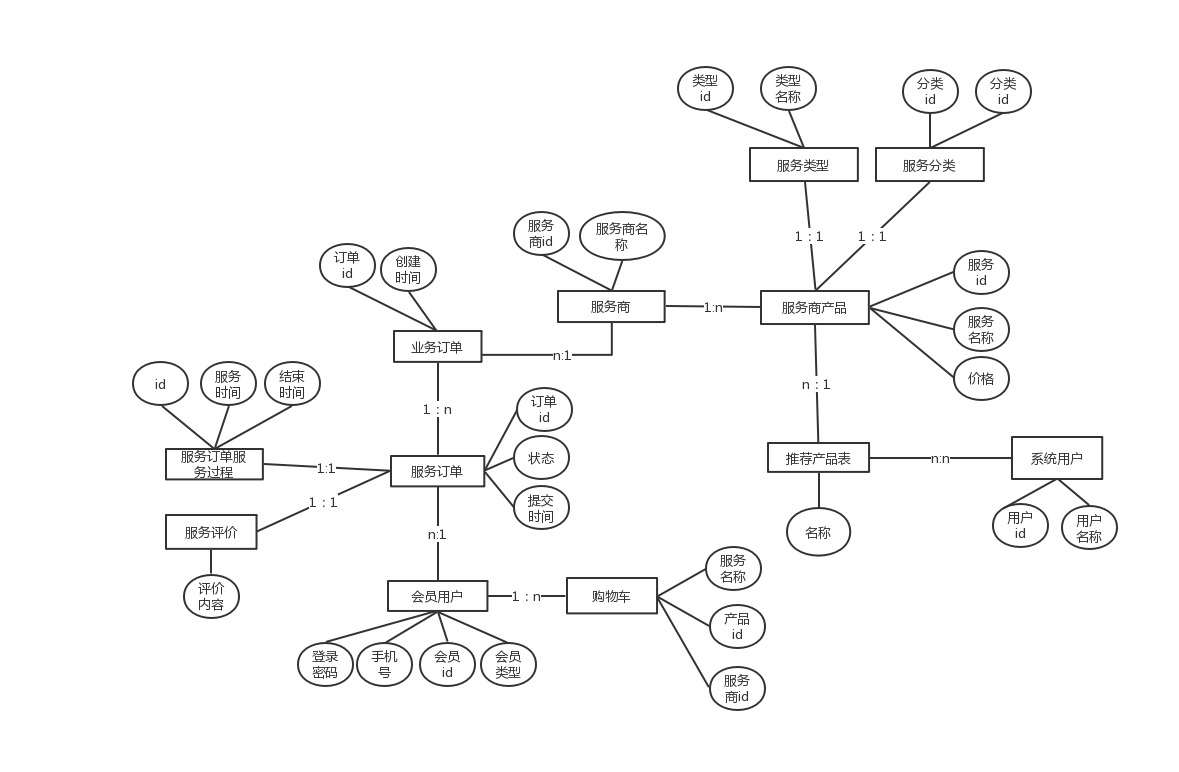 类型
id
类型
名称
分类
id
分类
id
服务类型
服务分类
1：1
1：1
服务
商id
服务商名
称
订单
id
创建
时间
服务
id
服务商
1:n
服务商产品
服务
名称
业务订单
n:1
价格
id
服务
时间
结束
时间
n：1
1：n
订单
id
状态
服务订单服
务过程
1:1
服务订单
推荐产品表
n:n
系统用户
1：1
提交
时间
服务评价
名称
用户
id
用户
名称
n:1
评价
内容
会员用户
1：n
购物车
服务
名称
产品
id
服务
商id
登录
密码
手机
号
会员
id
会员
类型